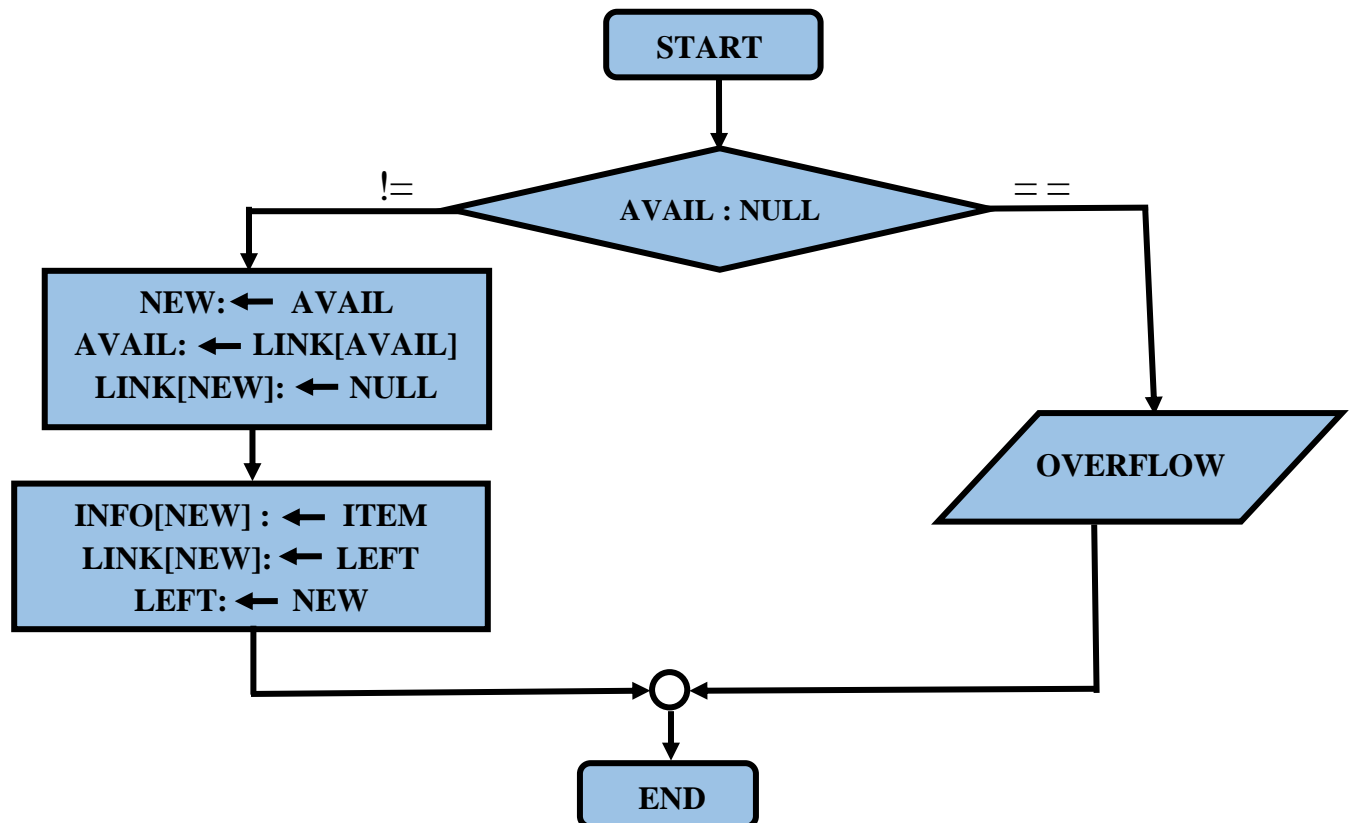 START
!=
= =
AVAIL : NULL
NEW: ← AVAIL
AVAIL: ← LINK[AVAIL]
LINK[NEW]: ← NULL
OVERFLOW
INFO[NEW] : ← ITEM
LINK[NEW]: ← LEFT
LEFT: ← NEW
END